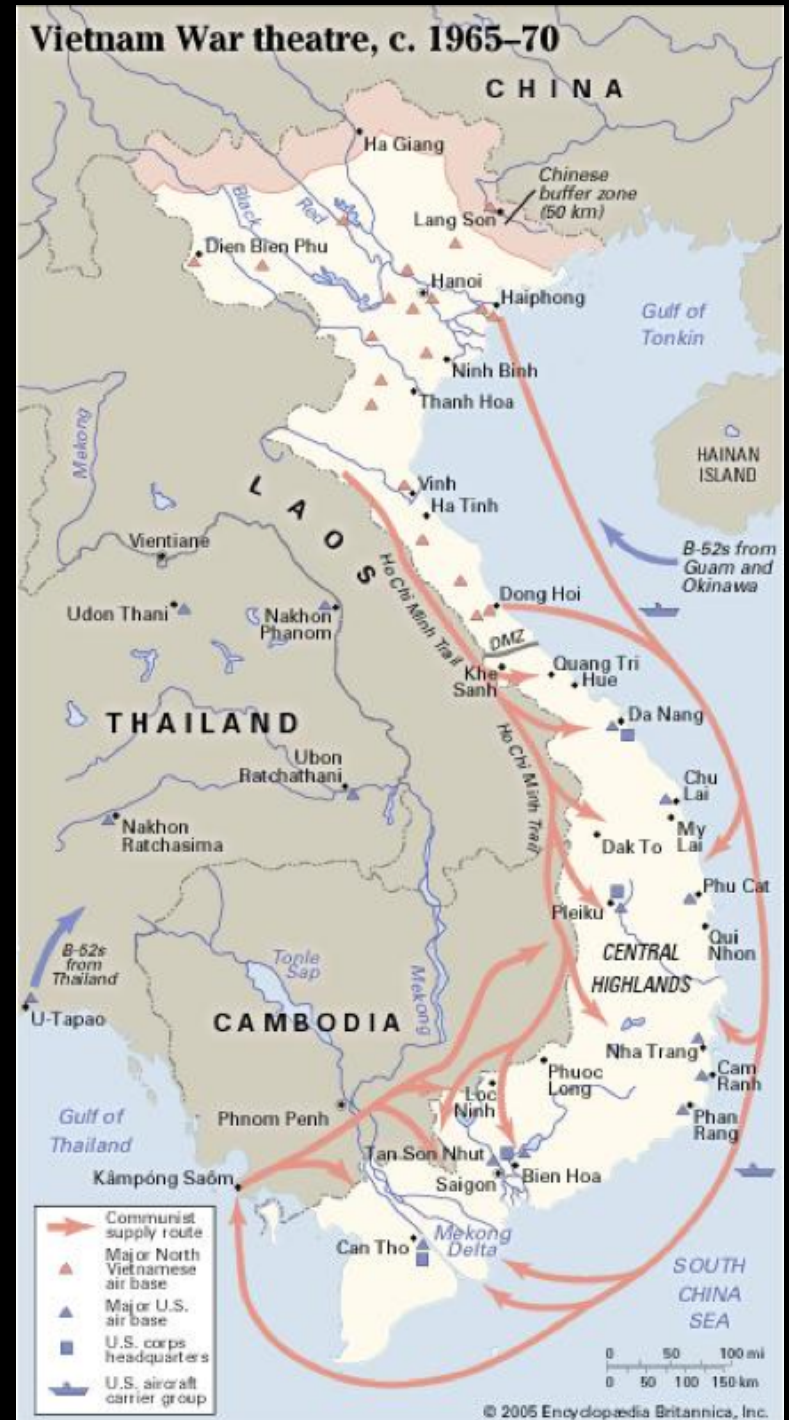 Vietnam War theatre, c. 1965–70
CHINA
Ha Giang
Chinese
buffer zone
(50 km)
Black
Red
Lang Son
Dien Bien Phu
Hanoi
Haiphong
Gulf of
Tonkin
Ninh Binh
Thanh Hoa
Mekong
HAINAN
ISLAND
LAOS
Vinh
Ha Tinh
Vientiane
B-52s from
Guam and
Okinawa
Ho Chi Minh Trail
Udon Thani
Nakhon
Phanom
Dong Hoi
DMZ
Khe
Sanh
Quang Tri
Hue
THAILAND
Da Nang
Ho Chi Minh Trail
Ubon
Ratchathani
Chu
Lai
Nakhon
Ratchasima
My
Lai
Dak To
Phu Cat
Pleiku
Qui
Nhon
B-52s
from
Thailand
Tonle
Sap
Mekong
CENTRAL
HIGHLANDS
U-Tapao
CAMBODIA
Nha Trang
Cam
Ranh
Phuoc
Long
Loc
Ninh
Phan
Rang
Phnom Penh
Gulf of
Thailand
Tan Son Nhut
Bien Hoa
Kâmpóng Saôm
Saigon
Can Tho
Mekong
Delta
SOUTH
CHINA
SEA
Communist
supply route
Major North
Vietnamese
air base
Major U.S.
air base
U.S. corps
headquarters
U.S. aircraft
carrier group
0 50 100 mi
0 50 100 150 km
© 2005 Encyclopædia Britannica, Inc.